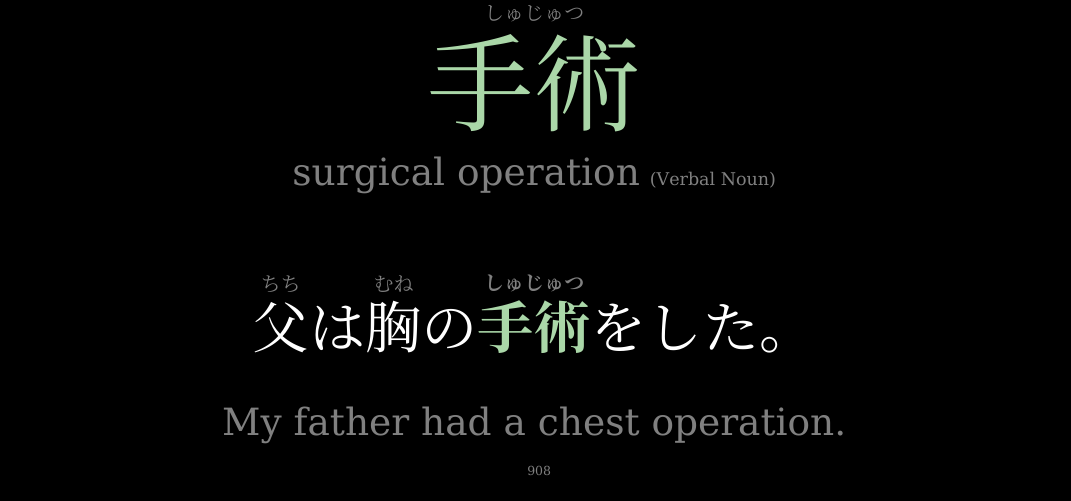 しゅじゅつ
手術
surgical operation (Verbal Noun)
ちち むね しゅじゅつ
父は胸の手術をした。
My father had a chest operation.
908